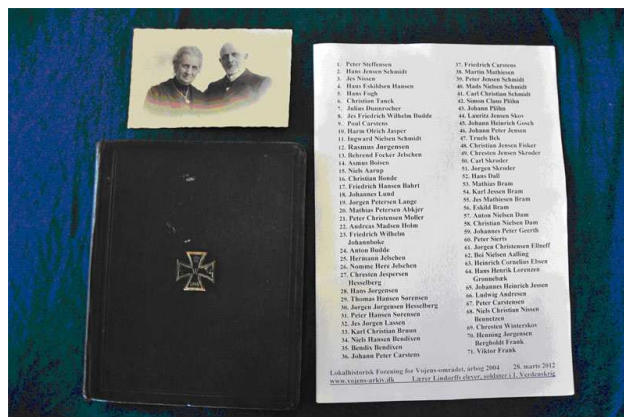 1. Peter Steffensen
2. Hans Jensen Schmidt
3. Jes Nissen
4. Hans Eskildsen Hansen
5. Hans Fogh
6. Christian Tanck
7. Julius Dunnrocher
8. Jes Friedrich Wilhelm Budde
9. Poul Carstens
10. Harm Olrich Jasper
11. Ingward Nielsen Schmidt
12. Rasmus Jørgensen
13. Behrend Focker Jelschen
14. Asmus Boisen
15. Niels Aarup
16. Christian Bonde
17. Friedrich Hansen Bahrt
18. Johannes Lund
19. Jørgen Petersen Lange
20. Mathias Petersen Abkjer
21. Peter Christensen Møller
22. Andreas Madsen Holm
23. Friedrich Wilhelm
Johannboke
24. Anton Budde
25. Hermann Jelschen
26. Nomme Here Jelschen
27. Chresten Jespersen
Hesselberg
28. Hans Jørgensen
29. Thomas Hansen Sørensen
30. Jørgen Jørgensen Hesselberg
31. Peter Hansen Sørensen
32. Jes Jørgen Lassen
33. Karl Christian Bruun
34. Niels Hansen Bendixen
35. Bendix Bendixen
36. Johann Peter Carstens
37. Friedrich Carstens
38. Martin Mathiesen
39. Peter Jensen Schmidt
40. Mads Nielsen Schmidt
41. Carl Christian Schmidt
42. Simon Claus Plöhn
43. Johann Plöhn
44. Lauritz Jensen Skov
45. Johann Heinrich Gosch
46. Johann Peter Jensen
47. Truels Bek
48. Christian Jensen Fisker
49. Chresten Jensen Skrøder
50. Carl Skrøder
51. Jørgen Skrøder
52. Hans Dall
53. Mathias Bram
54. Karl Jessen Bram
55. Jes Mathiesen Bram
56. Eskild Bram
57. Anton Nielsen Dam
58. Christian Nielsen Dam
59. Johannes Peter Geerth
60. Peter Sierts
61. Jørgen Christensen Ellneff
62. Bei Nielsen Aalling
63. Heinrich Cornelius Ebsen
64. Hans Henrik Lorenzen
Grønnebæk
65. Johannes Heinrich Jessen
66. Ludwig Andresen
67. Peter Carstensen
68. Niels Christian Nissen
Bennetzen
69. Chresten Winterskov
70. Henning Jørgensen
Bergholdt Frank
71. Viktor Frank
Lokalhistorisk Forening for Vojens-området, årbog 2004 28. marts 2012
www.vojens-arkiv.dk Lærer Lindorffs elever, soldater i 1. Verdenskrig